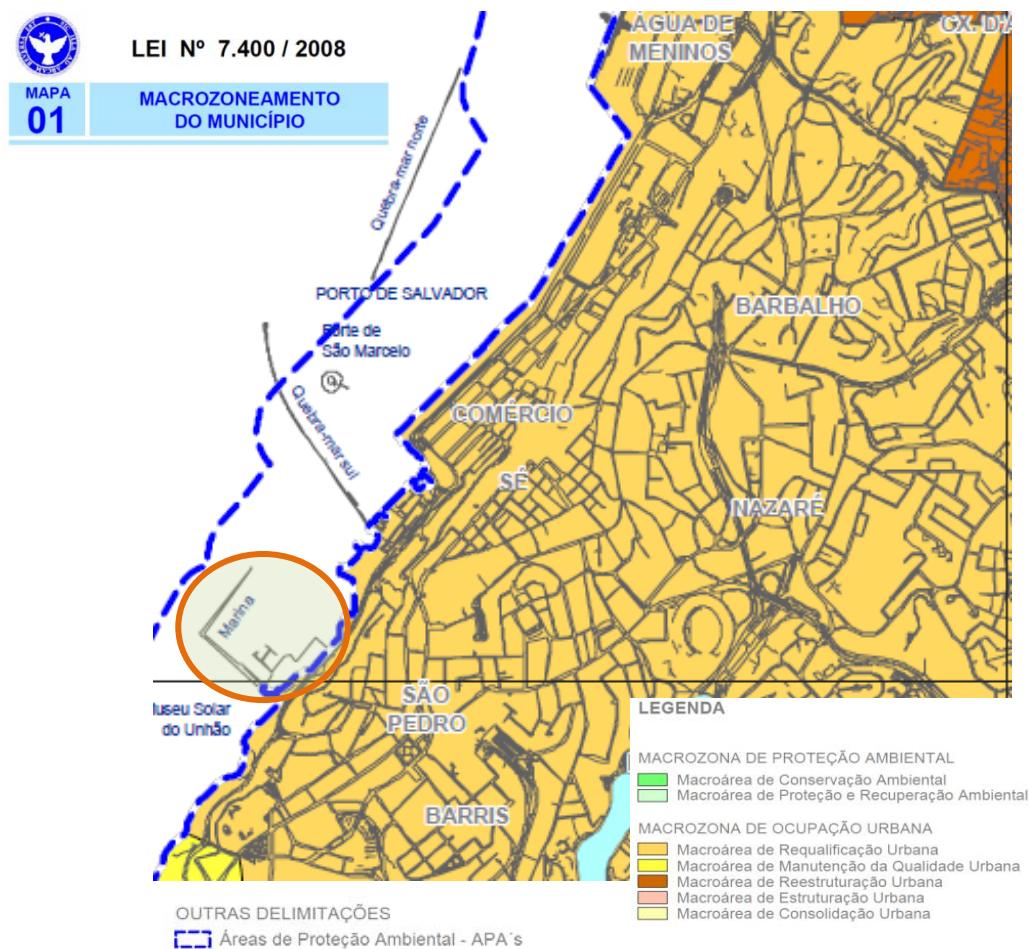 LEI Nº 7.400 / 2008
MAPA
01
MACROZONEAMENTO
DO MUNICÍPIO
ÁGUA DE
MENINOS
CX. D'A
Quebra-mar norte
PORTO DE SALVADOR
Forte de
São Marcelo
Quebra-mar sul
BARBALHO
COMÉRCIO
SÉ
NAZARÉ
Marina
useu Solar
do Unhão
SÃO
PEDRO
BARRIS
LEGENDA
MACROZONA DE PROTEÇÃO AMBIENTAL
Macroárea de Conservação Ambiental
Macroárea de Proteção e Recuperação Ambiental
MACROZONA DE OCUPAÇÃO URBANA
Macroárea de Requalificação Urbana
Macroárea de Manutenção da Qualidade Urbana
Macroárea de Reestruturação Urbana
Macroárea de Estruturação Urbana
Macroárea de Consolidação Urbana
OUTRAS DELIMITAÇÕES
Áreas de Proteção Ambiental - APA´s